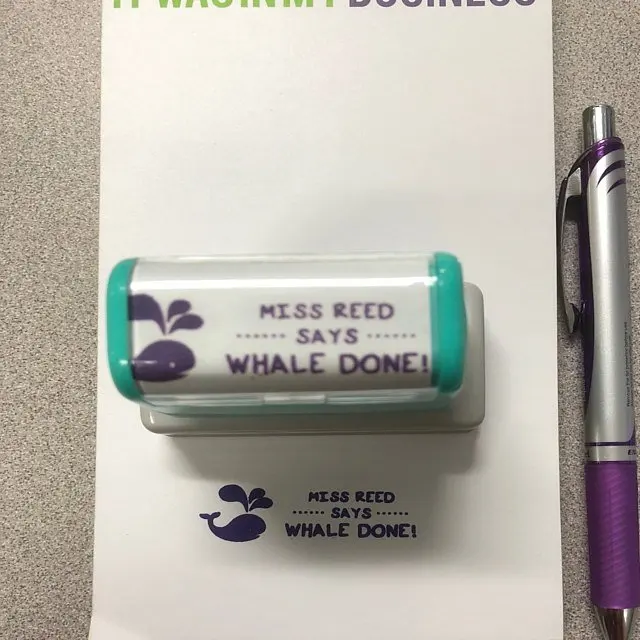 IT WAS IN MY BUSINESS
MISS REED
SAYS
WHALE DONE!
MISS REED
SAYS
WHALE DONE!